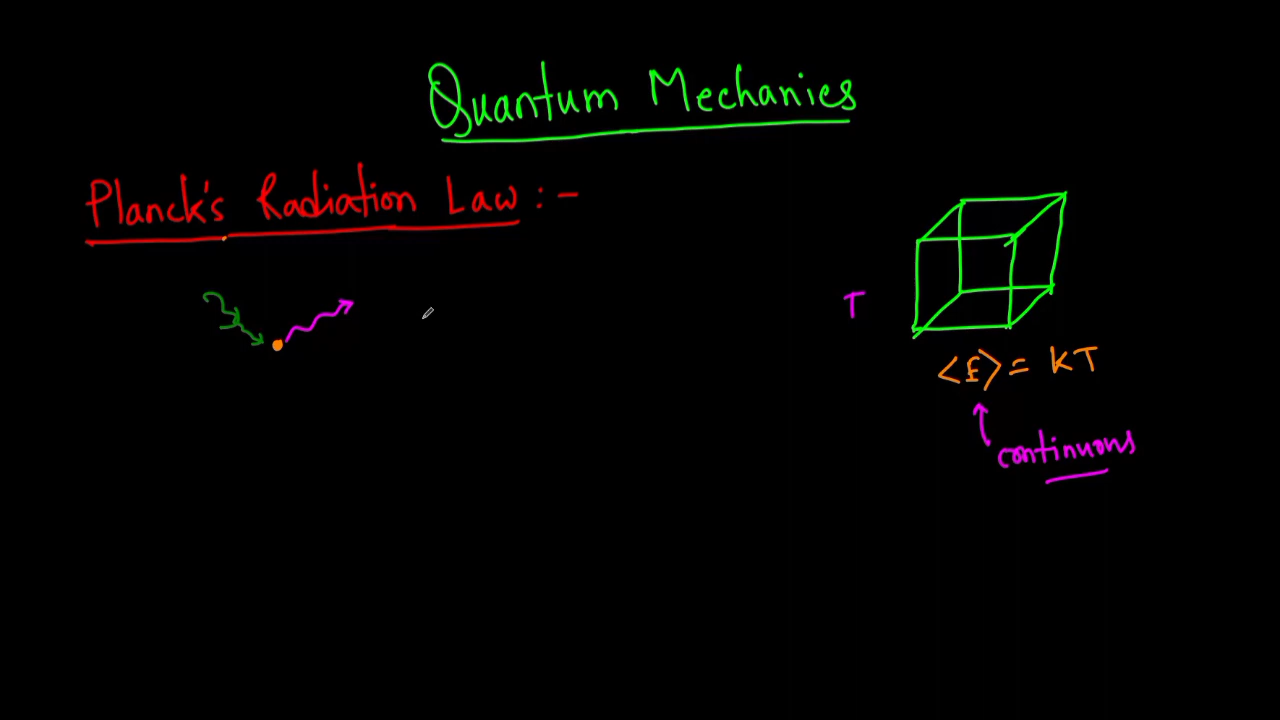 Quantum Mechanics
Planck's Radiation Law :-
T
<E> = KT
continuous